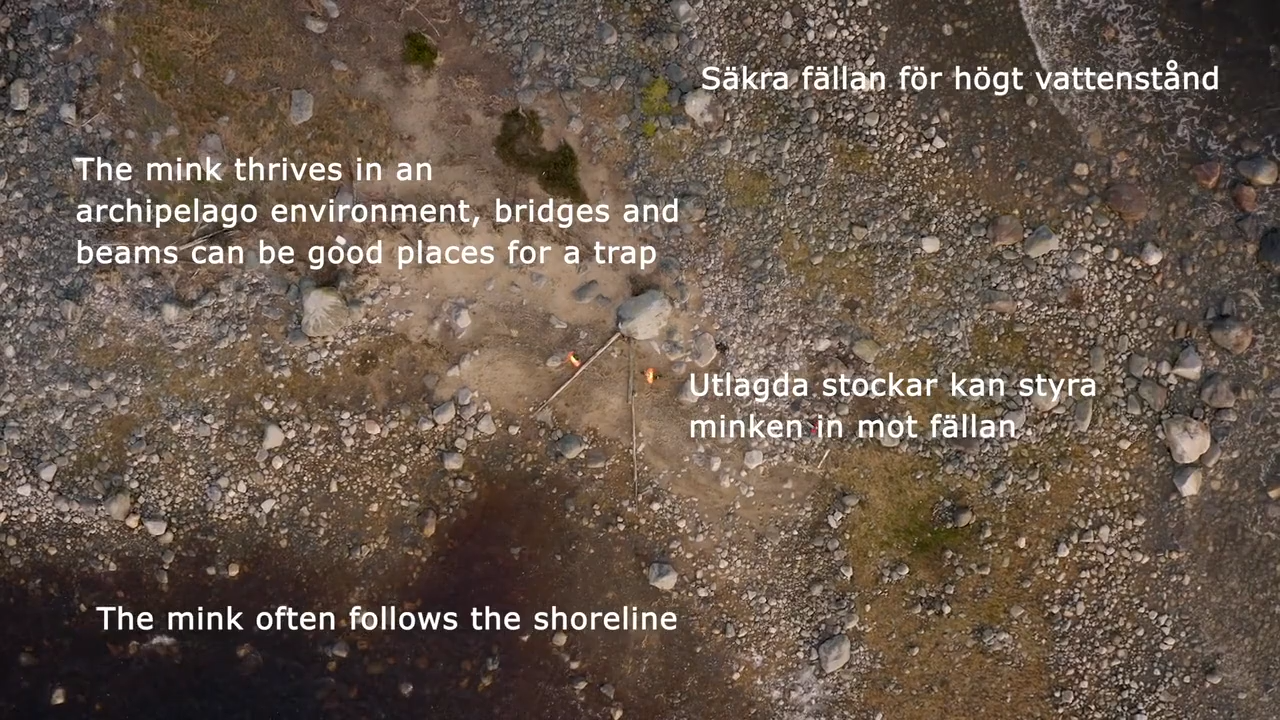 Säkra fällan för högt vattenstånd
The mink thrives in an
archipelago environment, bridges and
beams can be good places for a trap
Utlagda stockar kan styra
minken in mot fällan
The mink often follows the shoreline